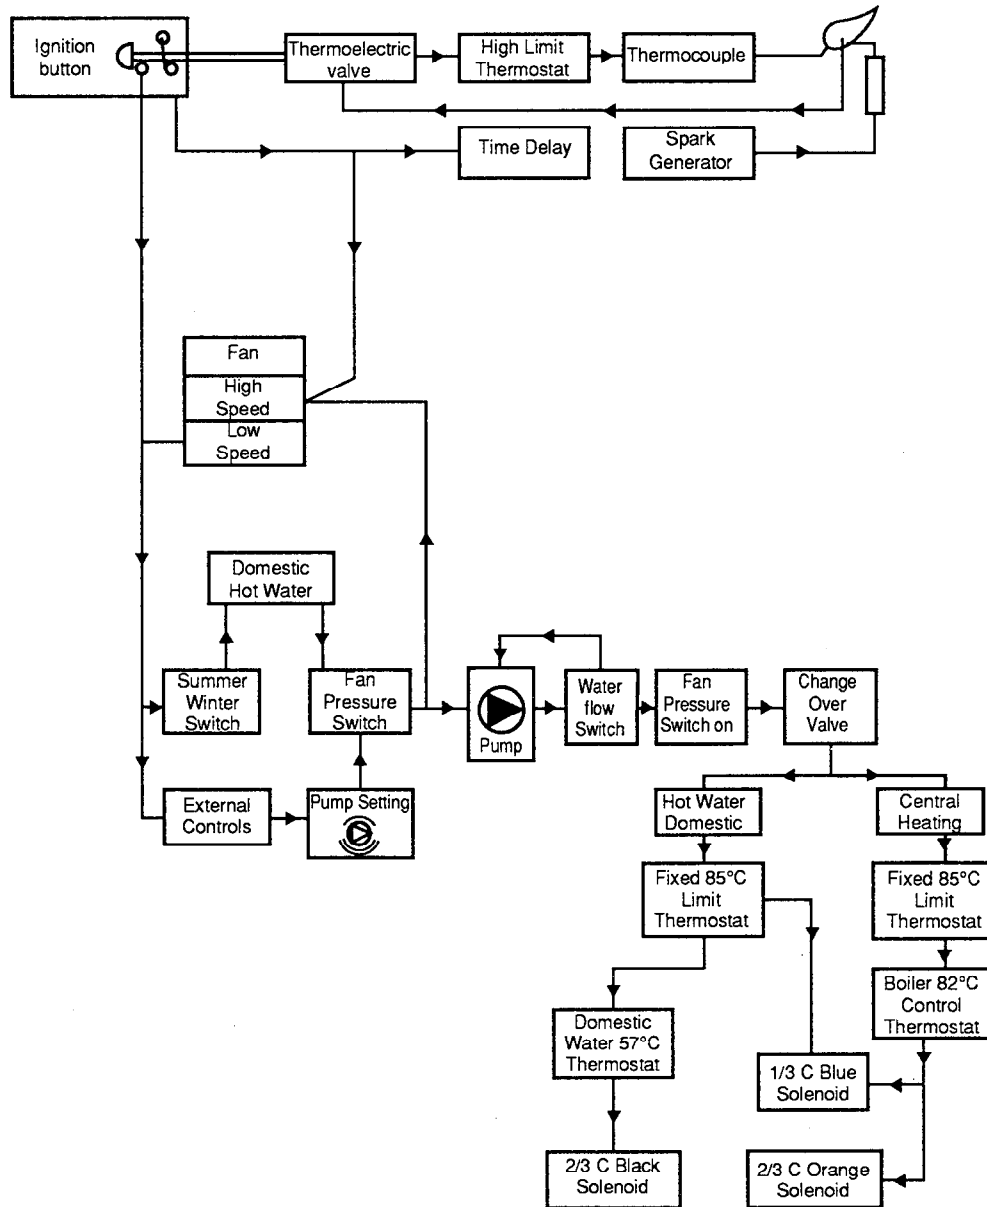 Ignition
button
Thermoelectric
valve
High Limit
Thermostat
Thermocouple
Time Delay
Spark
Generator
Fan
High
Speed
Low
Speed
Domestic
Hot Water
Summer
Winter
Switch
Fan
Pressure
Switch
Pump
Water
flow
Switch
Fan
Pressure
Switch on
Change
Over
Valve
External
Controls
Pump Setting
Hot Water
Domestic
Central
Heating
Fixed 85°C
Limit
Thermostat
Fixed 85°C
Limit
Thermostat
Boiler 82°C
Control
Thermostat
Domestic
Water 57°C
Thermostat
1/3 C Blue
Solenoid
2/3 C Black
Solenoid
2/3 C Orange
Solenoid